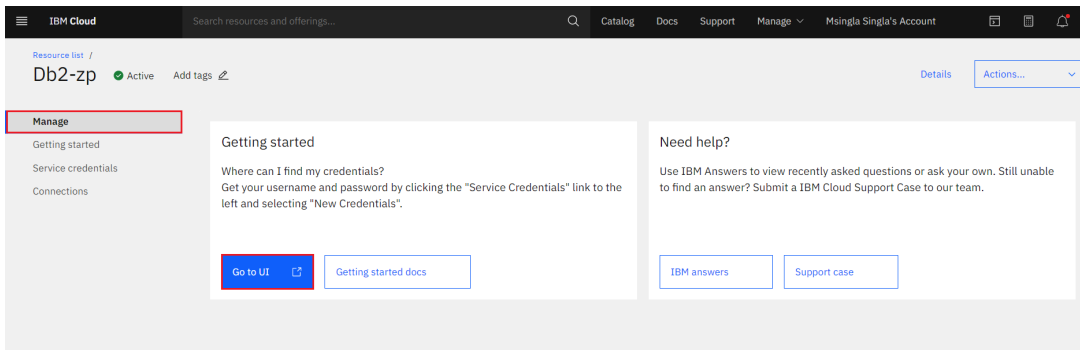 IBM Cloud
Search resources and offerings...
Catalog
Docs
Support
Manage
Msingla Singla's Account
Resource list /
Db2-zp
Active
Add tags
Details
Actions...
Manage
Getting started
Service credentials
Connections
Getting started
Where can I find my credentials?
Get your username and password by clicking the "Service Credentials" link to the
left and selecting "New Credentials".
Go to UI
Getting started docs
Need help?
Use IBM Answers to view recently asked questions or ask your own. Still unable
to find an answer? Submit a IBM Cloud Support Case to our team.
IBM answers
Support case